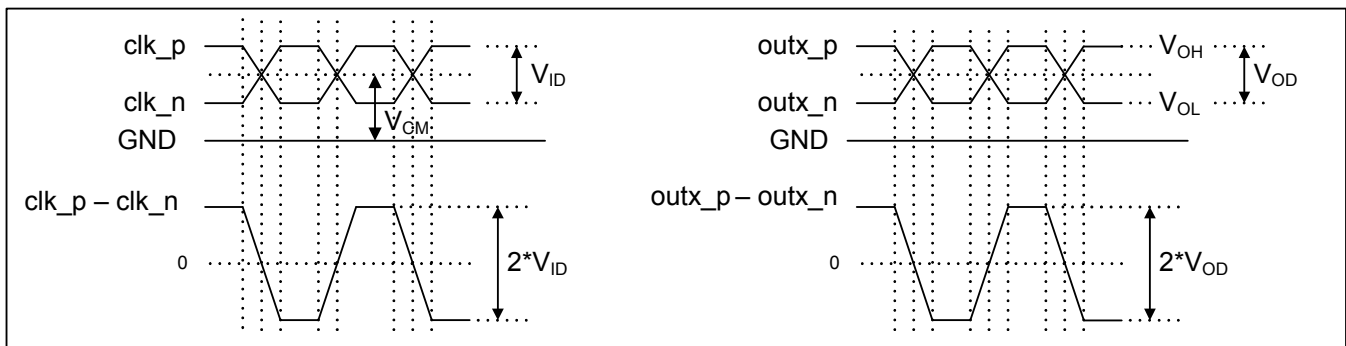 clk_p
clk_n
V_ID
V_CM
GND
clk_p – clk_n
0
2*V_ID
outx_p
outx_n
V_OH
V_OL
V_OD
GND
outx_p – outx_n
0
2*V_OD